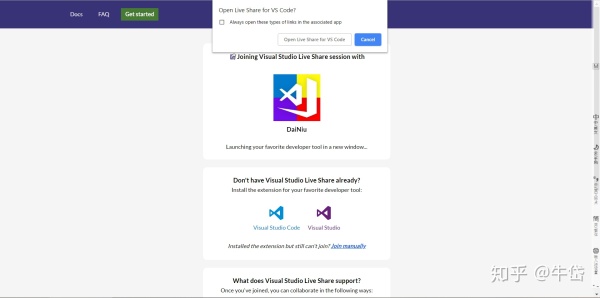 Open Live Share for VS Code?
Always open these types of links in the associated app
Open Live Share for VS Code
Cancel
Docs
FAQ
Get started
Joining Visual Studio Live Share session with
DaiNiu
Launching your favorite developer tool in a new window...
Don't have Visual Studio Live Share already?
Install the extension for your favorite developer tool:
Visual Studio Code
Visual Studio
Installed the extension but still can't join? Join manually
What does Visual Studio Live Share support?
Once you've joined, you can collaborate in the following ways:
知乎 @牛岱